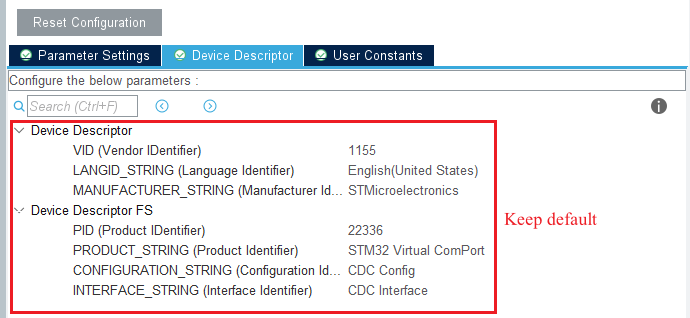 Reset Configuration
Parameter Settings Device Descriptor User Constants
Configure the below parameters :
Search (Ctrl+F)
Device Descriptor
VID (Vendor IDentifier) 1155
LANGID_STRING (Language Identifier) English(United States)
MANUFACTURER_STRING (Manufacturer Id... STMicroelectronics
Device Descriptor FS
PID (Product IDentifier) 22336
PRODUCT_STRING (Product Identifier) STM32 Virtual ComPort
CONFIGURATION_STRING (Configuration Id... CDC Config
INTERFACE_STRING (Interface Identifier) CDC Interface
Keep default